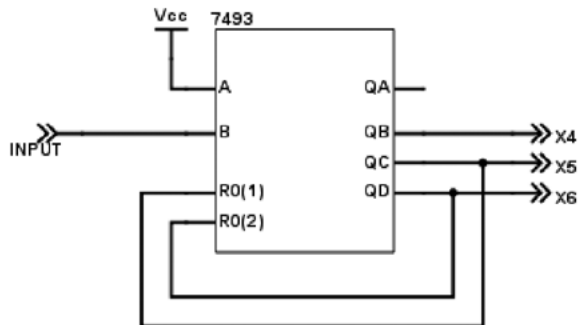 Vcc
7493
A
QA
INPUT
B
QB
X4
QC
X5
R0(1)
QD
X6
R0(2)